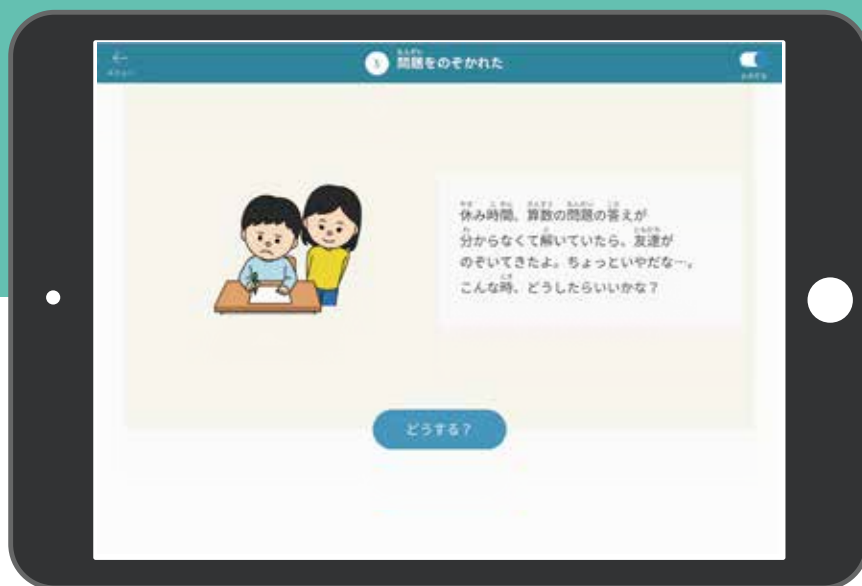 問題をのぞかれた
休み時間、算数の問題の答えが
分からなくて解いていたら、友達が
のぞいてきたよ。ちょっといやだな…。
こんな時、どうしたらいいかな？
どうする？